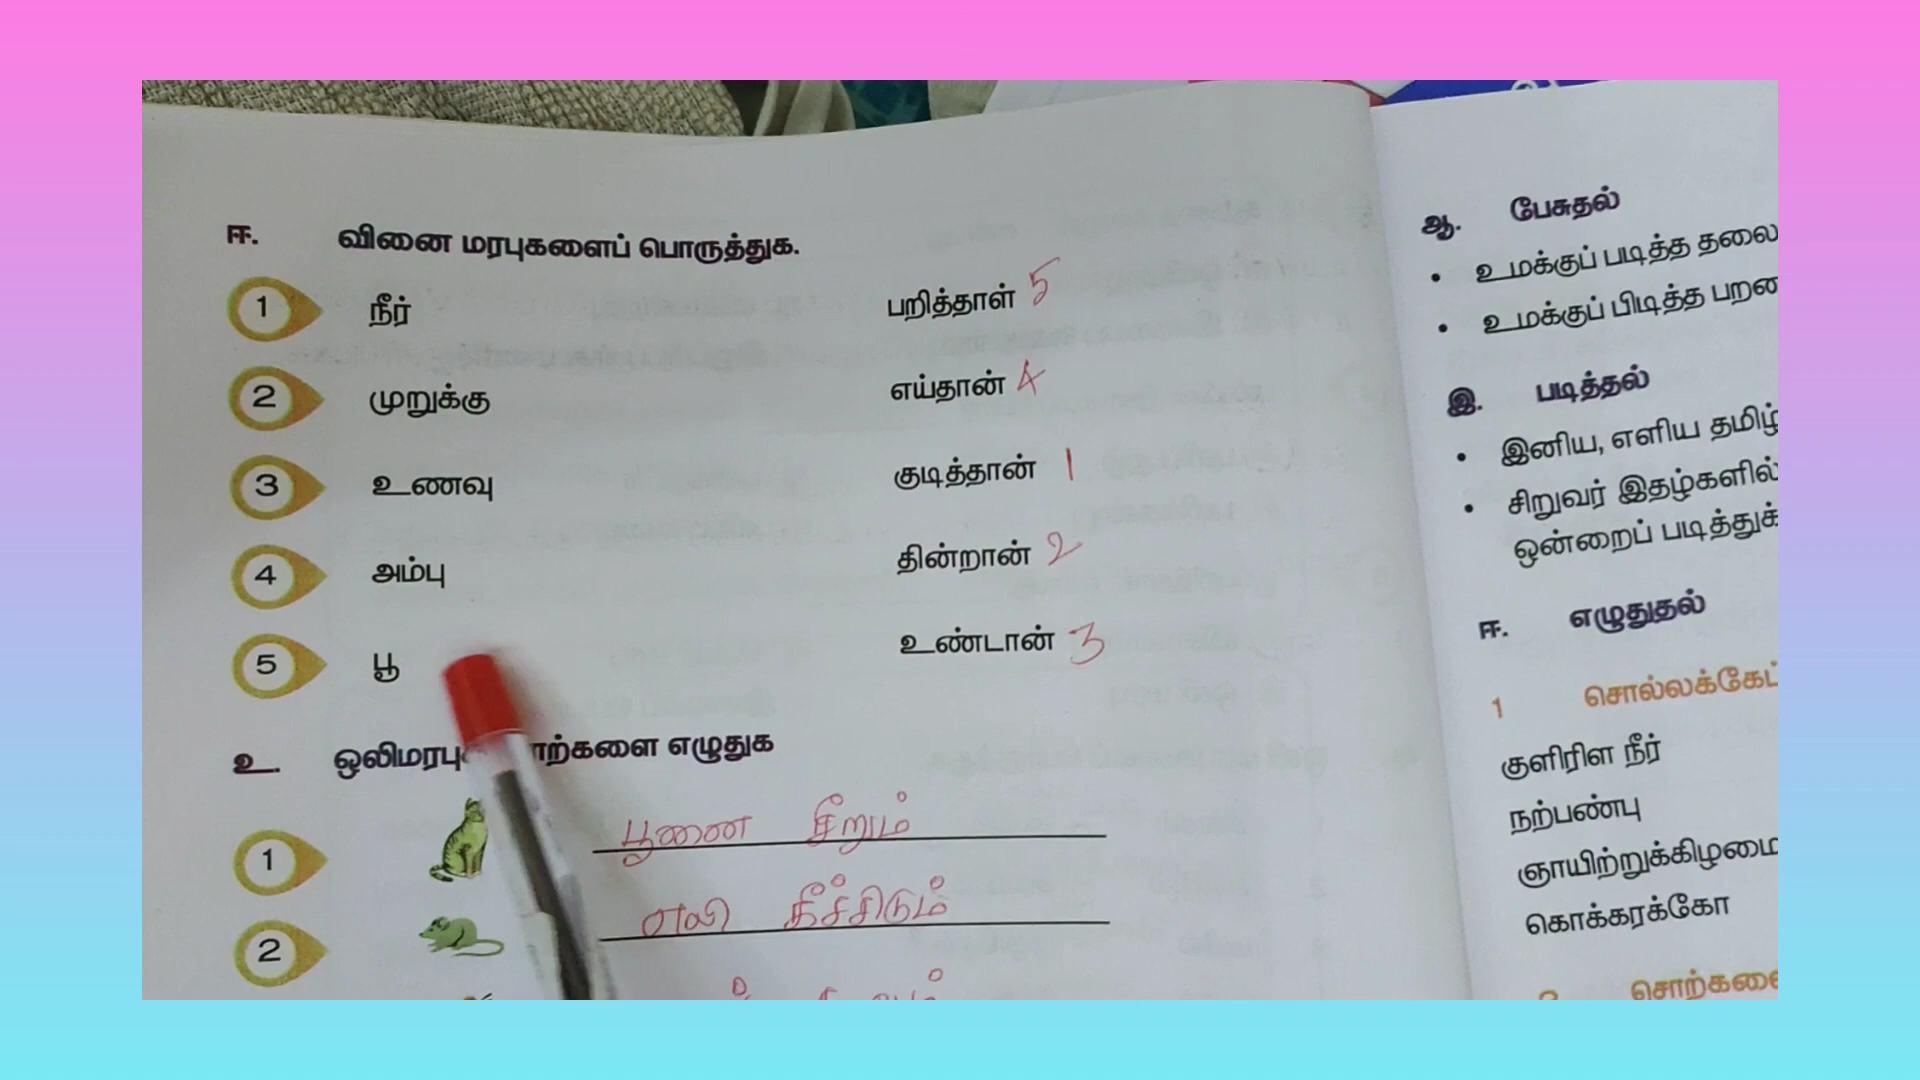 ஈ. வினை மரபுகளைப் பொருத்துக.
1 நீர் பறித்தாள் 5
2 முறுக்கு எய்தான் 4
3 உணவு குடித்தான் 1
4 அம்பு தின்றான் 2
5 பூ உண்டான் 3
உ. ஒலிமரபு எழுதுக
1 பூனை சீறும்
2 எலி கீச்சிடும்
ஆ. பேசுதல்
• உமக்குப் படித்த தலை
• உமக்குப் பிடித்த பற
இ. படித்தல்
• இனிய, எளிய தமிழ்
• சிறுவர் இதழ்களில்
ஒன்றைப் படித்துக்
ஈ. எழுதுதல்
1 சொல்லக்கேட்
குளிரிள நீர்
நற்பண்பு
ஞாயிற்றுக்கிழமை
கொக்கரக்கோ
சொற்களை